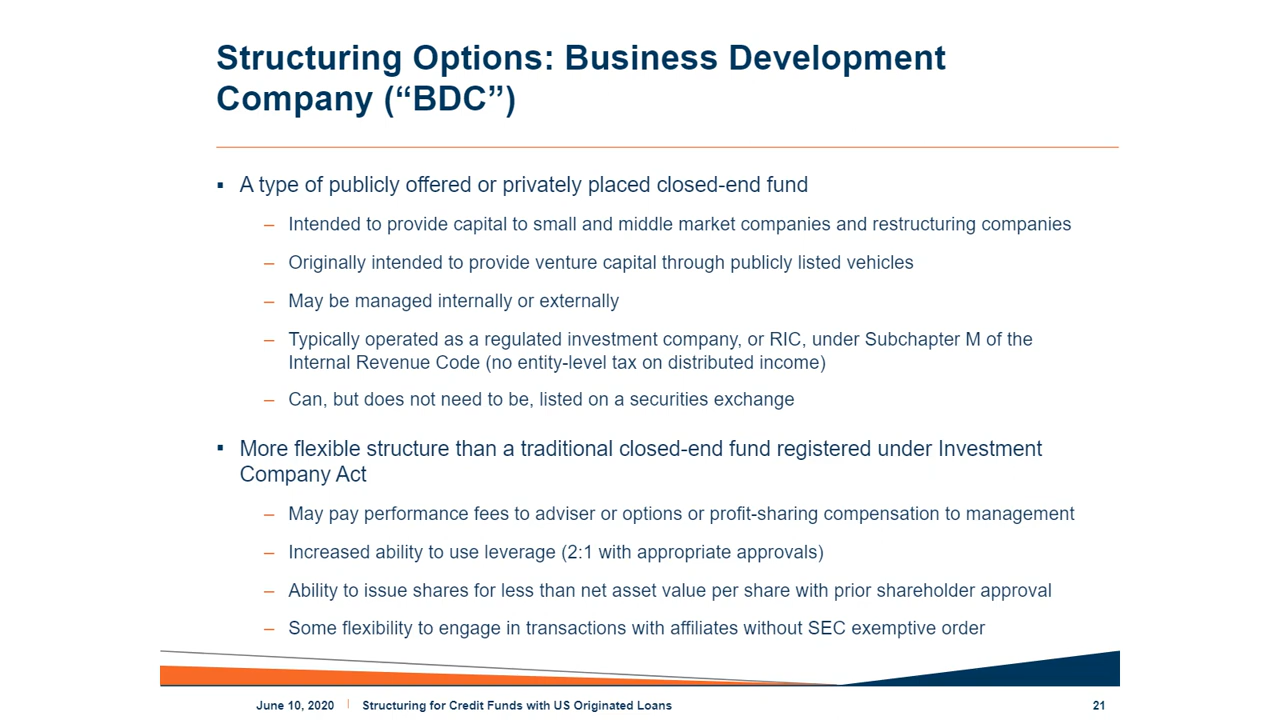 Structuring Options: Business Development
Company (“BDC”)
▪ A type of publicly offered or privately placed closed-end fund
– Intended to provide capital to small and middle market companies and restructuring companies
– Originally intended to provide venture capital through publicly listed vehicles
– May be managed internally or externally
– Typically operated as a regulated investment company, or RIC, under Subchapter M of the
Internal Revenue Code (no entity-level tax on distributed income)
– Can, but does not need to be, listed on a securities exchange
▪ More flexible structure than a traditional closed-end fund registered under Investment
Company Act
– May pay performance fees to adviser or options or profit-sharing compensation to management
– Increased ability to use leverage (2:1 with appropriate approvals)
– Ability to issue shares for less than net asset value per share with prior shareholder approval
– Some flexibility to engage in transactions with affiliates without SEC exemptive order
June 10, 2020 | Structuring for Credit Funds with US Originated Loans 21